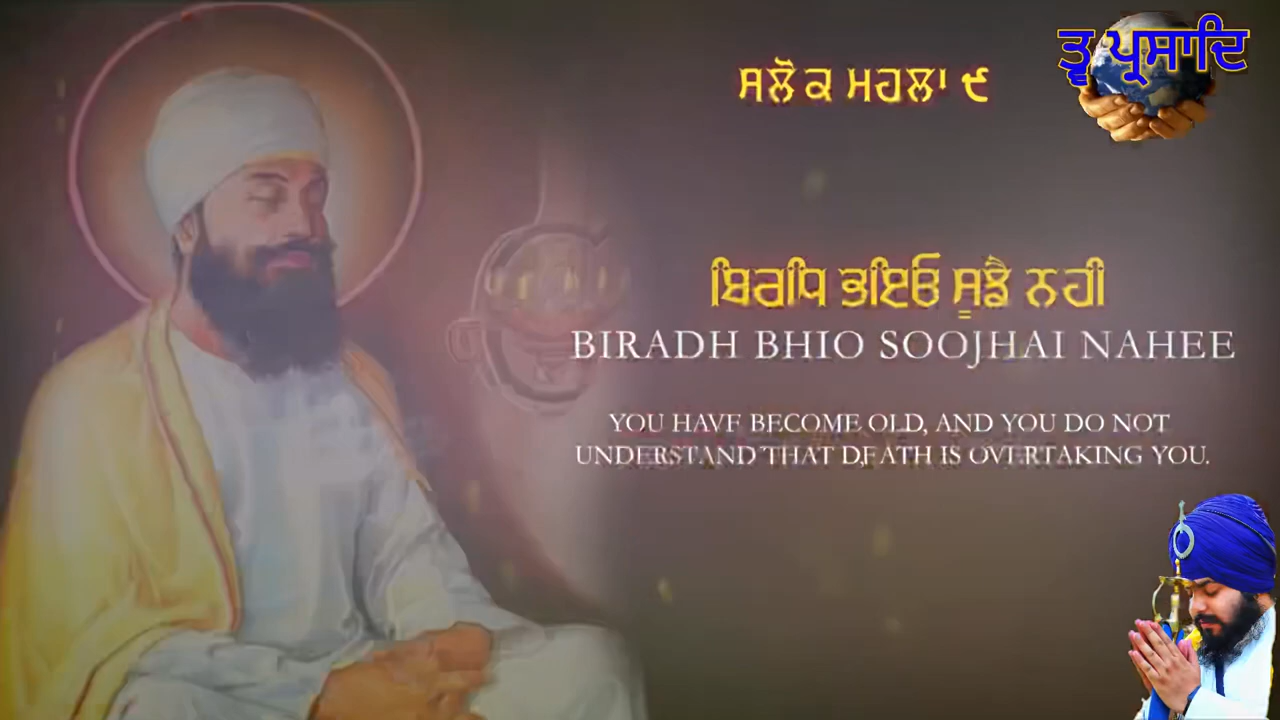 ਤ੍ਵ ਪ੍ਰਸਾਦਿ
ਸਲੋਕ ਮਹਲਾ ੯
ਬਿਰਧਿ ਭਇਓ ਸੂਝੈ ਨਹੀ
BIRADH BHIO SOOJHAI NAHEE
YOU HAVE BECOME OLD, AND YOU DO NOT
UNDERSTAND THAT DEATH IS OVERTAKING YOU.